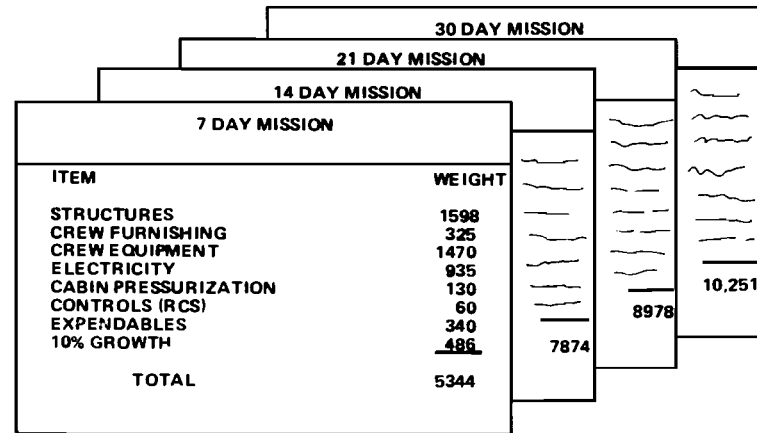 30 DAY MISSION
21 DAY MISSION
14 DAY MISSION
7 DAY MISSION
ITEM WEIGHT
STRUCTURES 1598
CREW FURNISHING 325
CREW EQUIPMENT 1470
ELECTRICITY 935
CABIN PRESSURIZATION 130
CONTROLS (RCS) 60
EXPENDABLES 340
10% GROWTH 486
TOTAL 5344
7874
8978
10,251